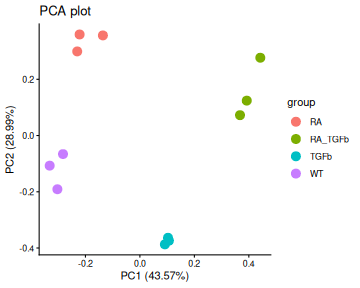 PCA plot
PC2 (28.99%)
0.2
0.0
-0.2
-0.4
-0.2
0.0
0.2
0.4
PC1 (43.57%)
group
RA
RA_TGFb
TGFb
WT